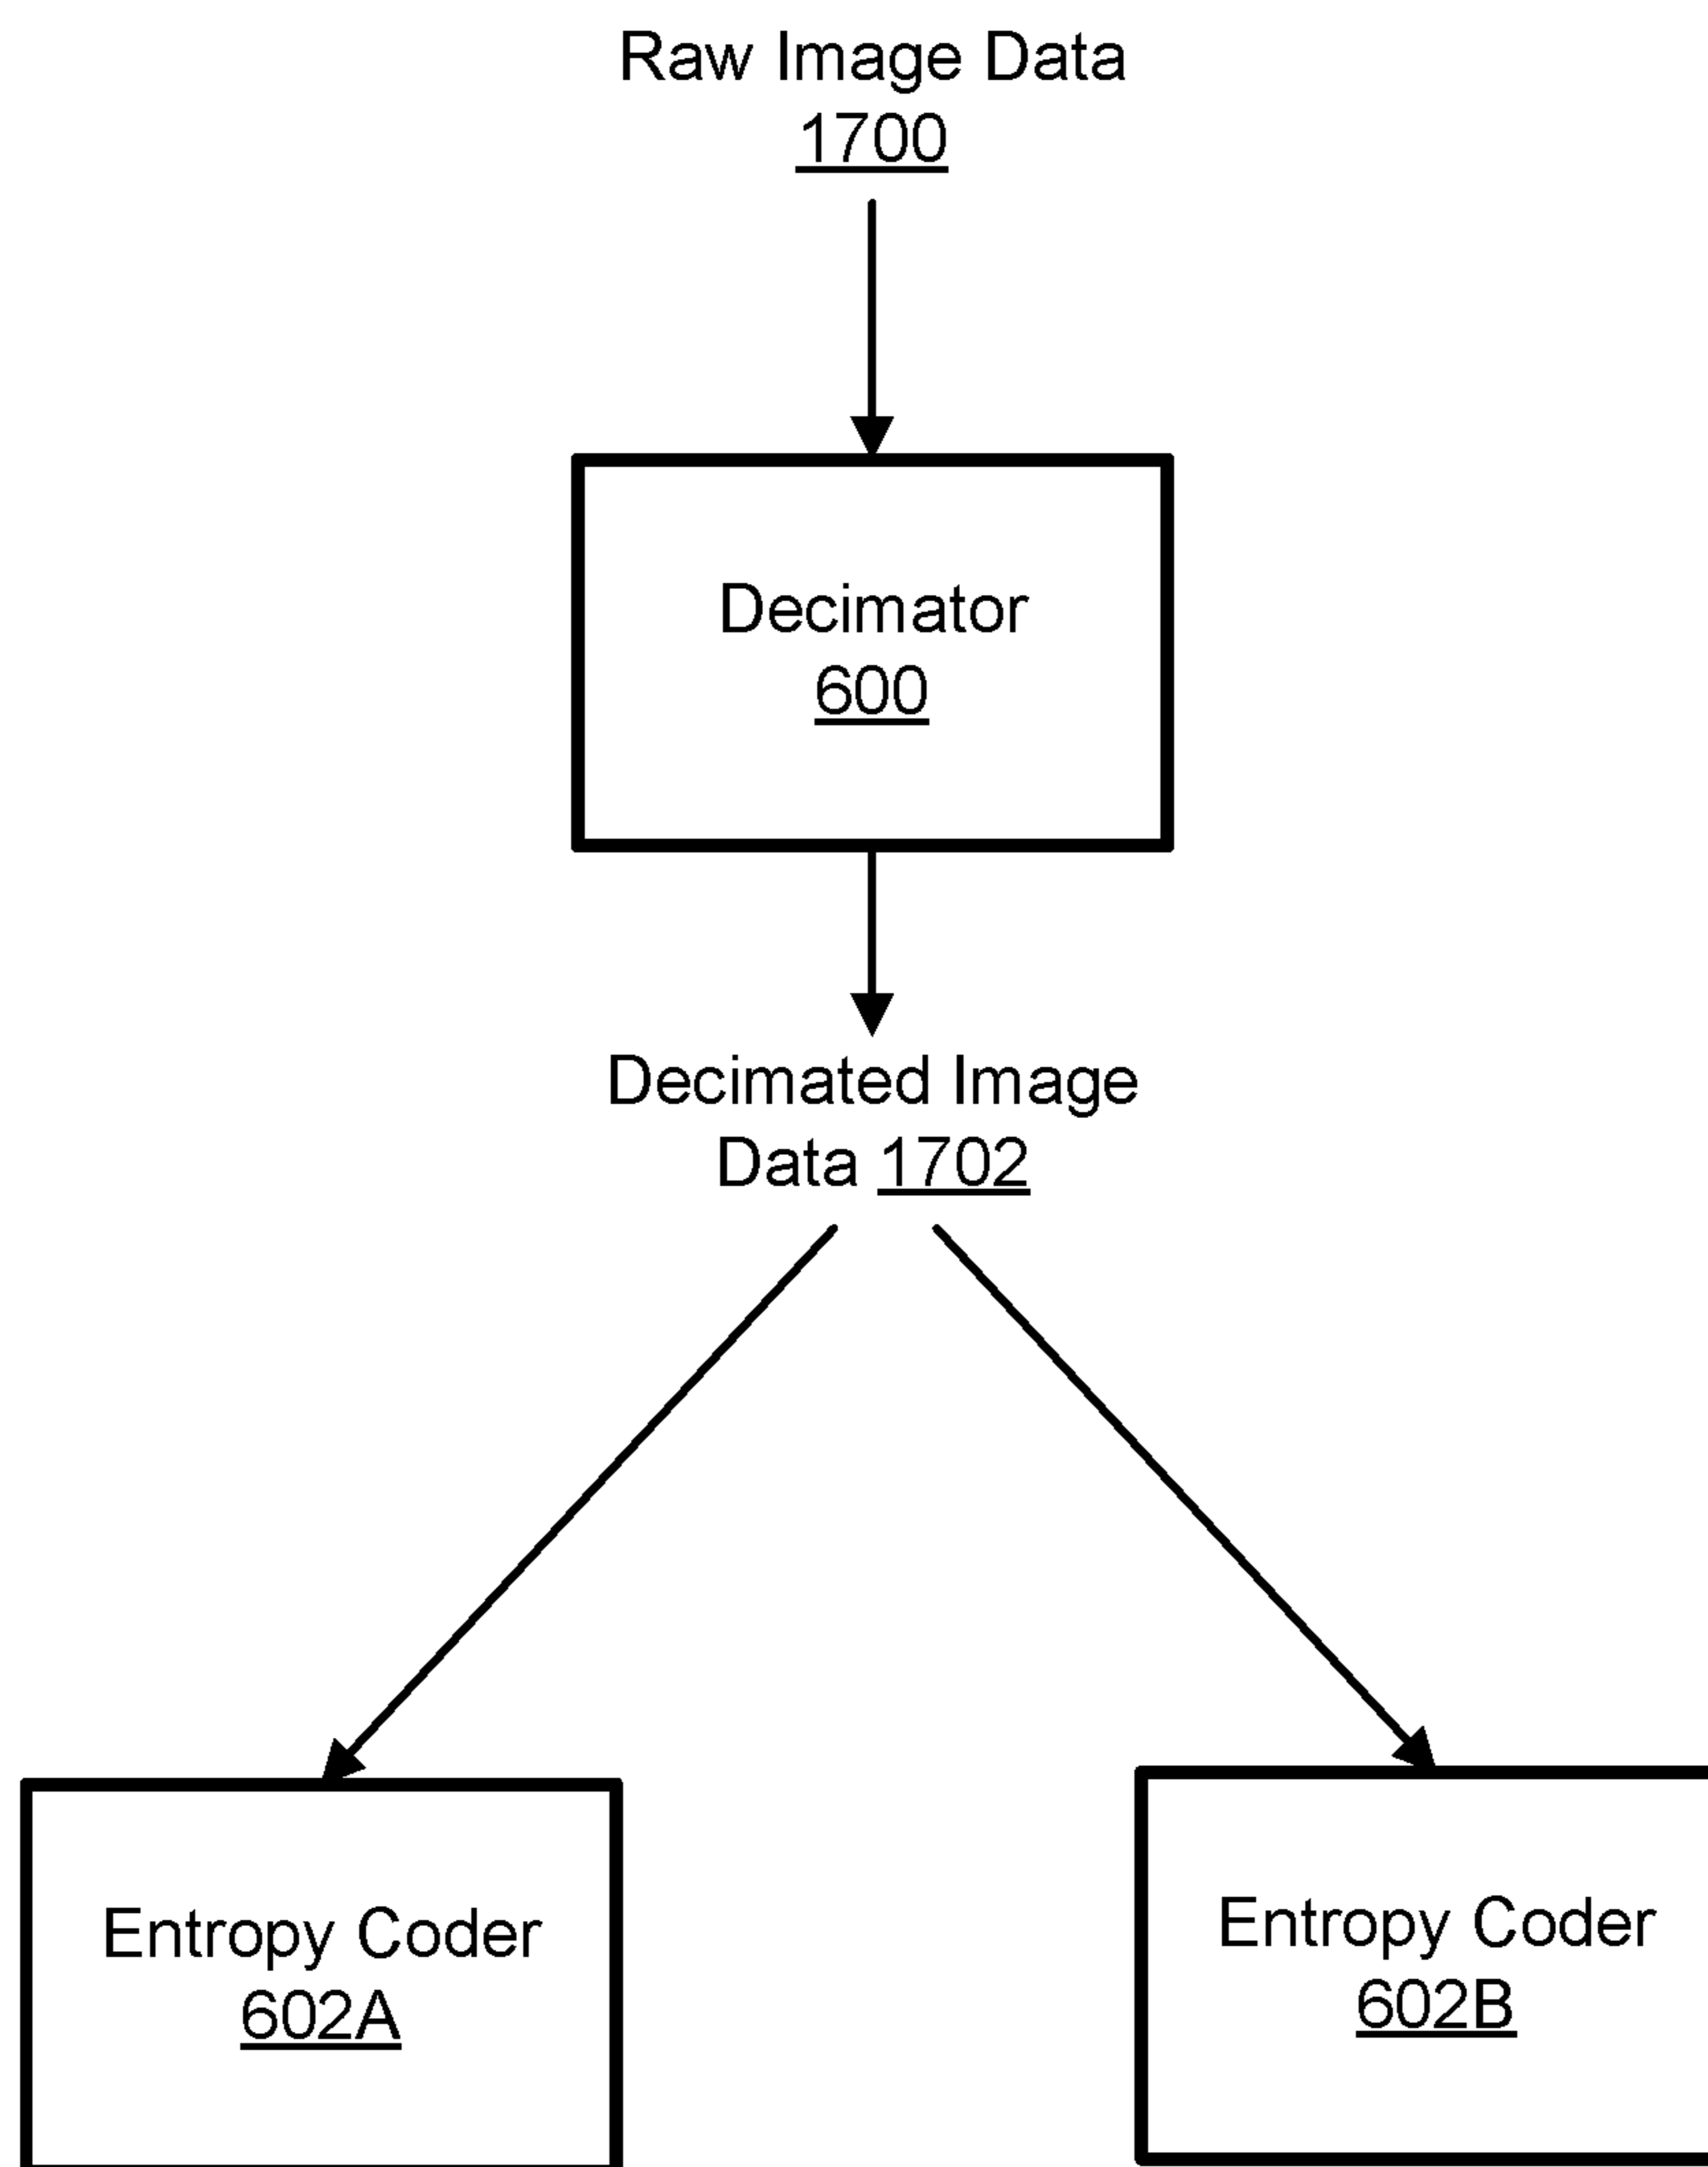 Raw Image Data
1700
Decimator
600
Decimated Image
Data 1702
Entropy Coder
602A
Entropy Coder
602B